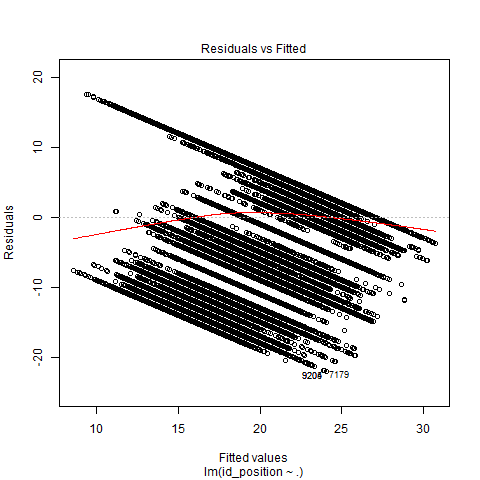 Residuals vs Fitted
20
10
0
-10
-20
Residuals
7179
10 15 20 25 30
Fitted values
lm(id_position ~ .)